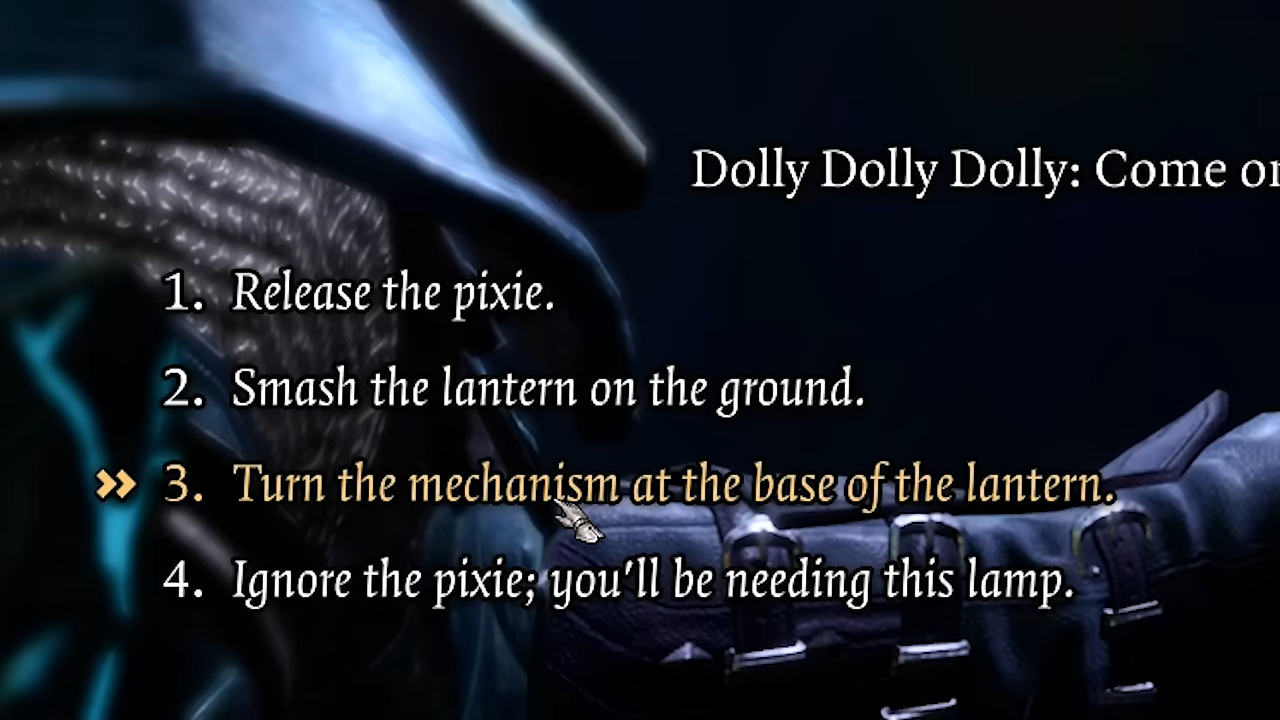 Dolly Dolly Dolly: Come
1. Release the pixie.
2. Smash the lantern on the ground.
3. Turn the mechanism at the base of the lantern.
4. Ignore the pixie; you'll be needing this lamp.